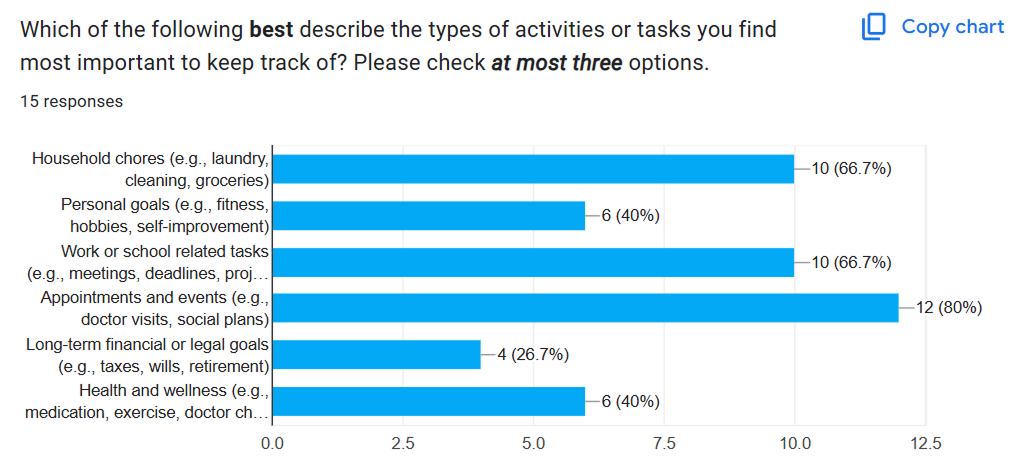 Which of the following best describe the types of activities or tasks you find
most important to keep track of? Please check at most three options.
Copy chart
15 responses
Household chores (e.g., laundry,
cleaning, groceries)
10 (66.7%)
Personal goals (e.g., fitness,
hobbies, self-improvement)
6 (40%)
Work or school related tasks
(e.g., meetings, deadlines, proj…
10 (66.7%)
Appointments and events (e.g.,
doctor visits, social plans)
12 (80%)
Long-term financial or legal goals
(e.g., taxes, wills, retirement)
4 (26.7%)
Health and wellness (e.g.,
medication, exercise, doctor ch…
6 (40%)
0.0 2.5 5.0 7.5 10.0 12.5